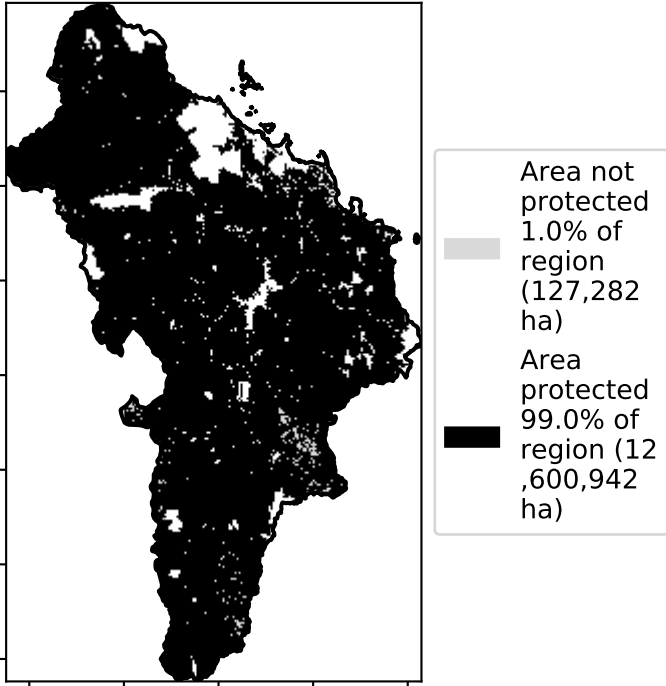 Area not
protected
1.0% of
region
(127,282
ha)
Area
protected
99.0% of
region (12
,600,942
ha)